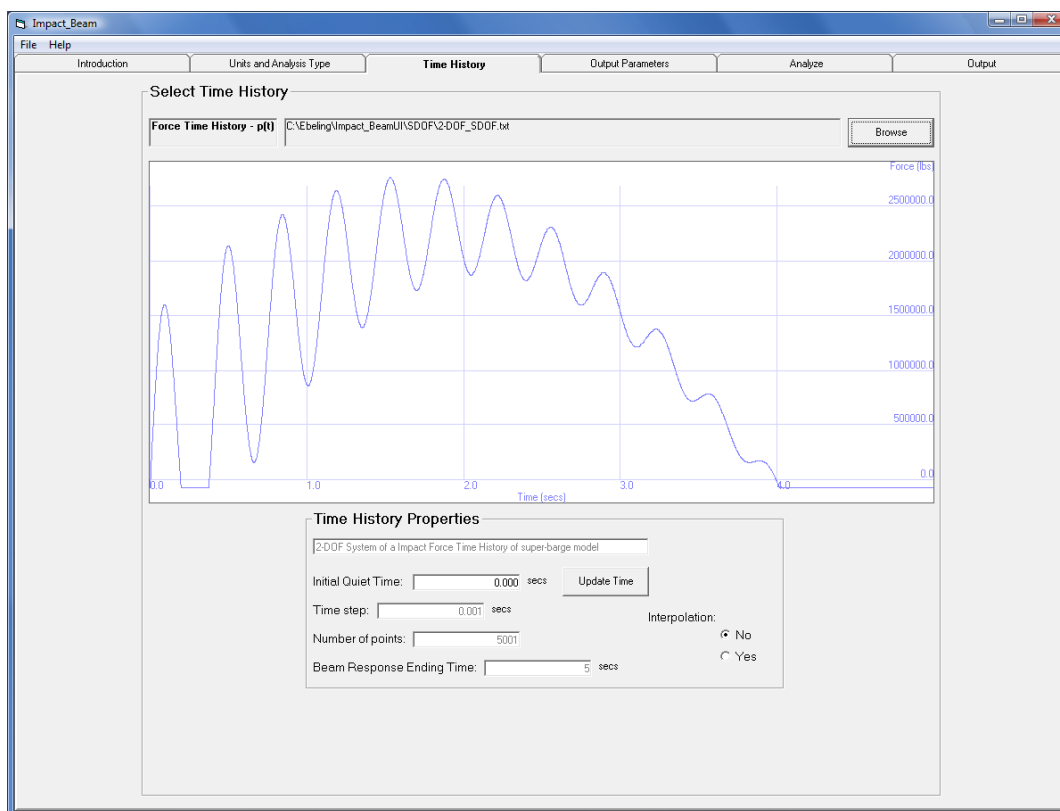 Impact_Beam
File Help
Introduction
Units and Analysis Type
Time History
Output Parameters
Analyze
Output
Select Time History
Force Time History - p(t)
C:\Ebeling\Impact_BeamUI\SDOF\2-DOF_SDOF.txt
Browse
Force (lbs)
2500000.0
2000000.0
1500000.0
1000000.0
500000.0
0.0
0.0 1.0 2.0 3.0 4.0
Time (secs)
Time History Properties
2-DOF System of a Impact Force Time History of super-barge model
Initial Quiet Time: 0.000 secs
Update Time
Time step: 0.001 secs
Interpolation:
Number of points: 5001
No
Yes
Beam Response Ending Time: 5 secs